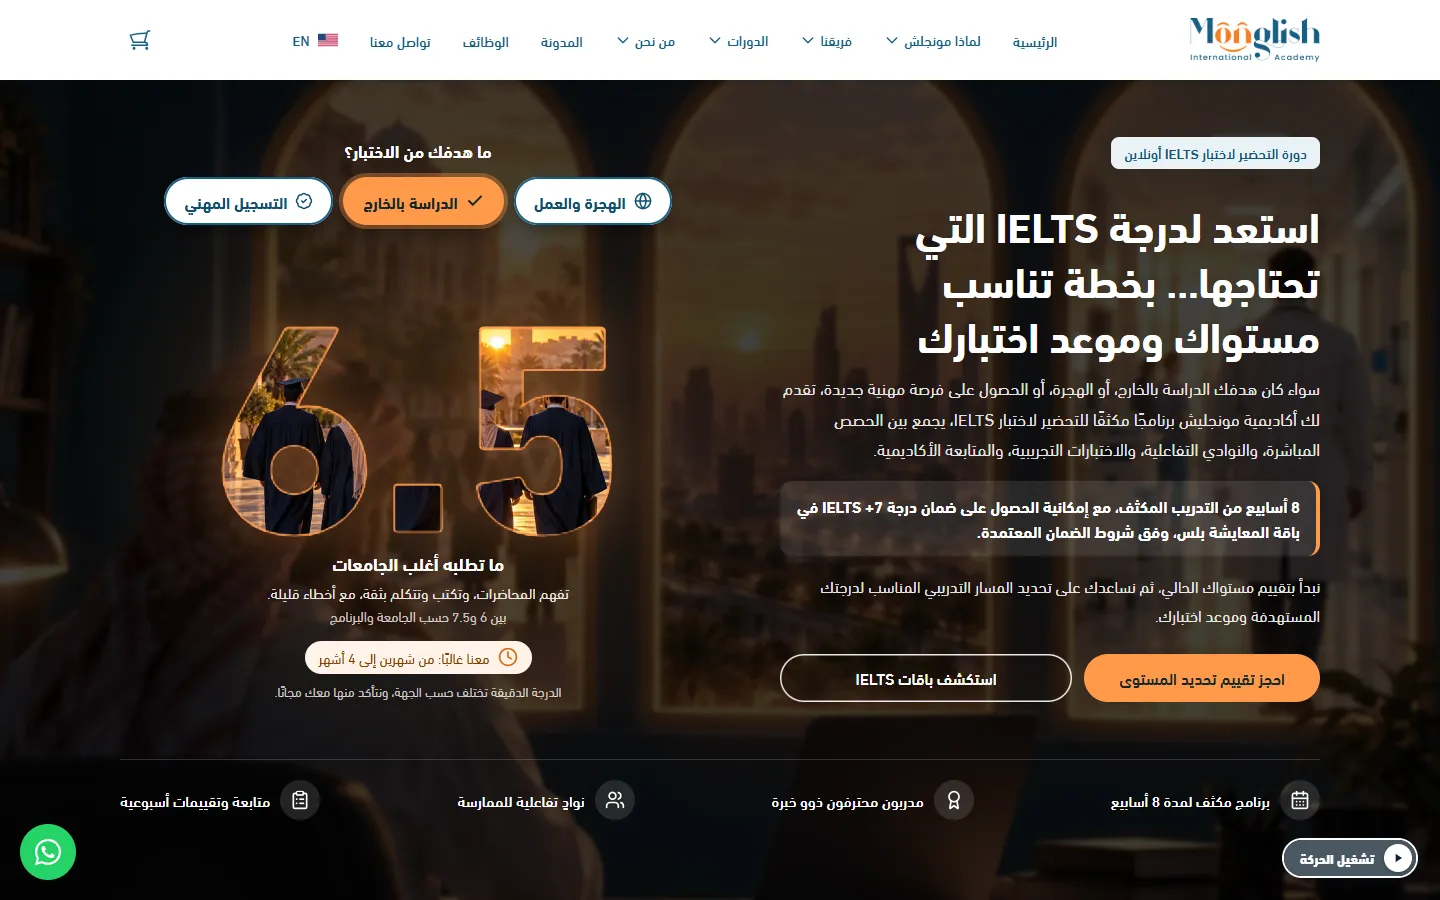 Monglish
International Academy
الرئيسية
لماذا مونجلش
فريقنا
الدورات
من نحن
المدونة
الوظائف
تواصل معنا
EN
دورة التحضير لاختبار IELTS أونلاين
استعد لدرجة IELTS التي
تحتاجها... بخطة تناسب
مستواك وموعد اختبارك
سواء كان هدفك الدراسة بالخارج، أو الهجرة، أو الحصول على فرصة مهنية جديدة، تقدم
لك أكاديمية مونجليش برنامجًا مكثفًا للتحضير لاختبار IELTS، يجمع بين الحصص
المباشرة، والنوادي التفاعلية، والاختبارات التجريبية، والمتابعة الأكاديمية.
8 أسابيع من التدريب المكثف، مع إمكانية الحصول على ضمان درجة IELTS +7 في
باقة المعايشة بلس، وفق شروط الضمان المعتمدة.
نبدأ بتقييم مستواك الحالي، ثم نساعدك على تحديد المسار التدريبي المناسب لدرجتك
المستهدفة وموعد اختبارك.
احجز تقييم تحديد المستوى
استكشف باقات IELTS
ما هدفك من الاختبار؟
الهجرة والعمل
الدراسة بالخارج
التسجيل المهني
6.5
ما تطلبه أغلب الجامعات
تفهم المحاضرات، وتكتب وتتكلم بثقة، مع أخطاء قليلة.
بين 6 و7.5 حسب الجامعة والبرنامج
معنا غالبًا: من شهرين إلى 4 أشهر
الدرجة الدقيقة تختلف حسب الجهة، ونتأكد منها معك مجانًا.
برنامج مكثف لمدة 8 أسابيع
مدربون محترفون ذوو خبرة
نوادٍ تفاعلية للممارسة
متابعة وتقييمات أسبوعية
تشغيل الحركة